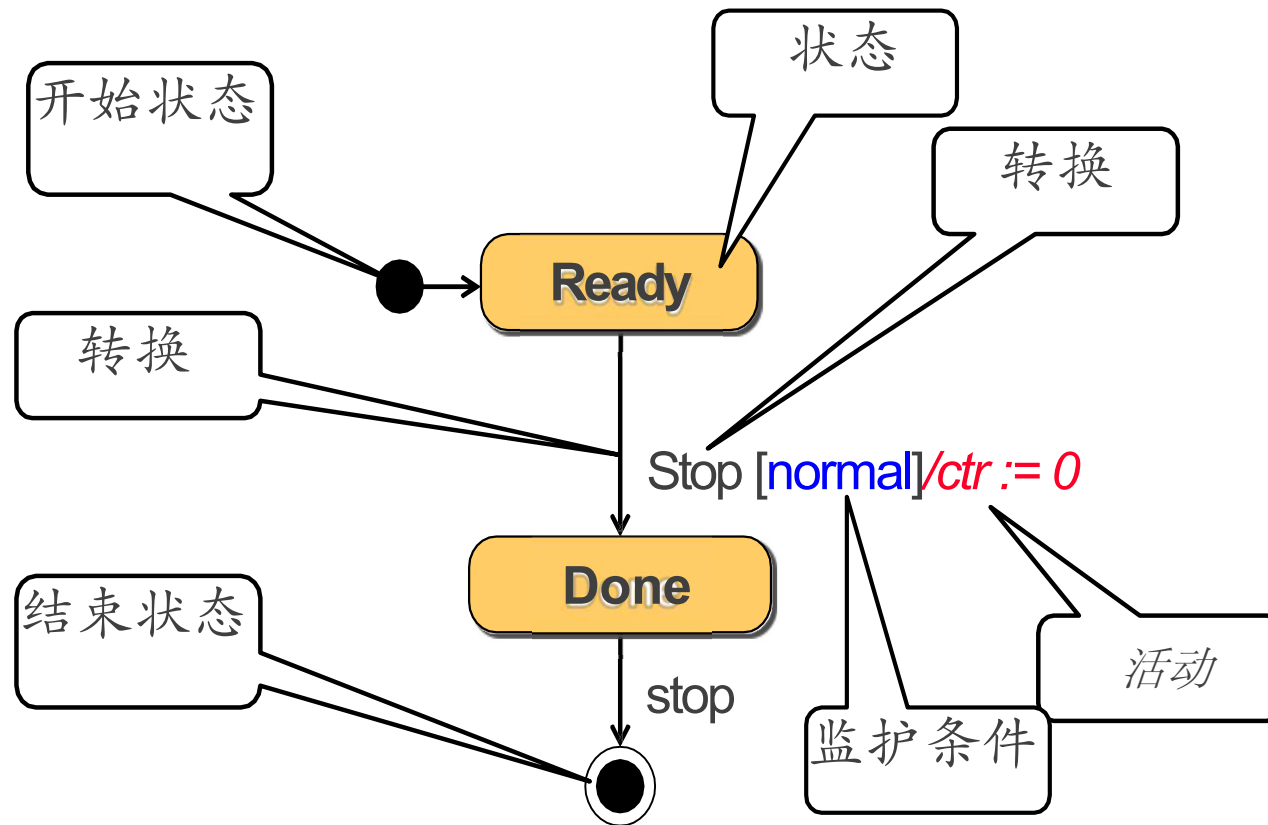 状态
开始状态
转换
Ready
转换
Stop [normal]/ctr := 0
Done
结束状态
活动
stop
监护条件